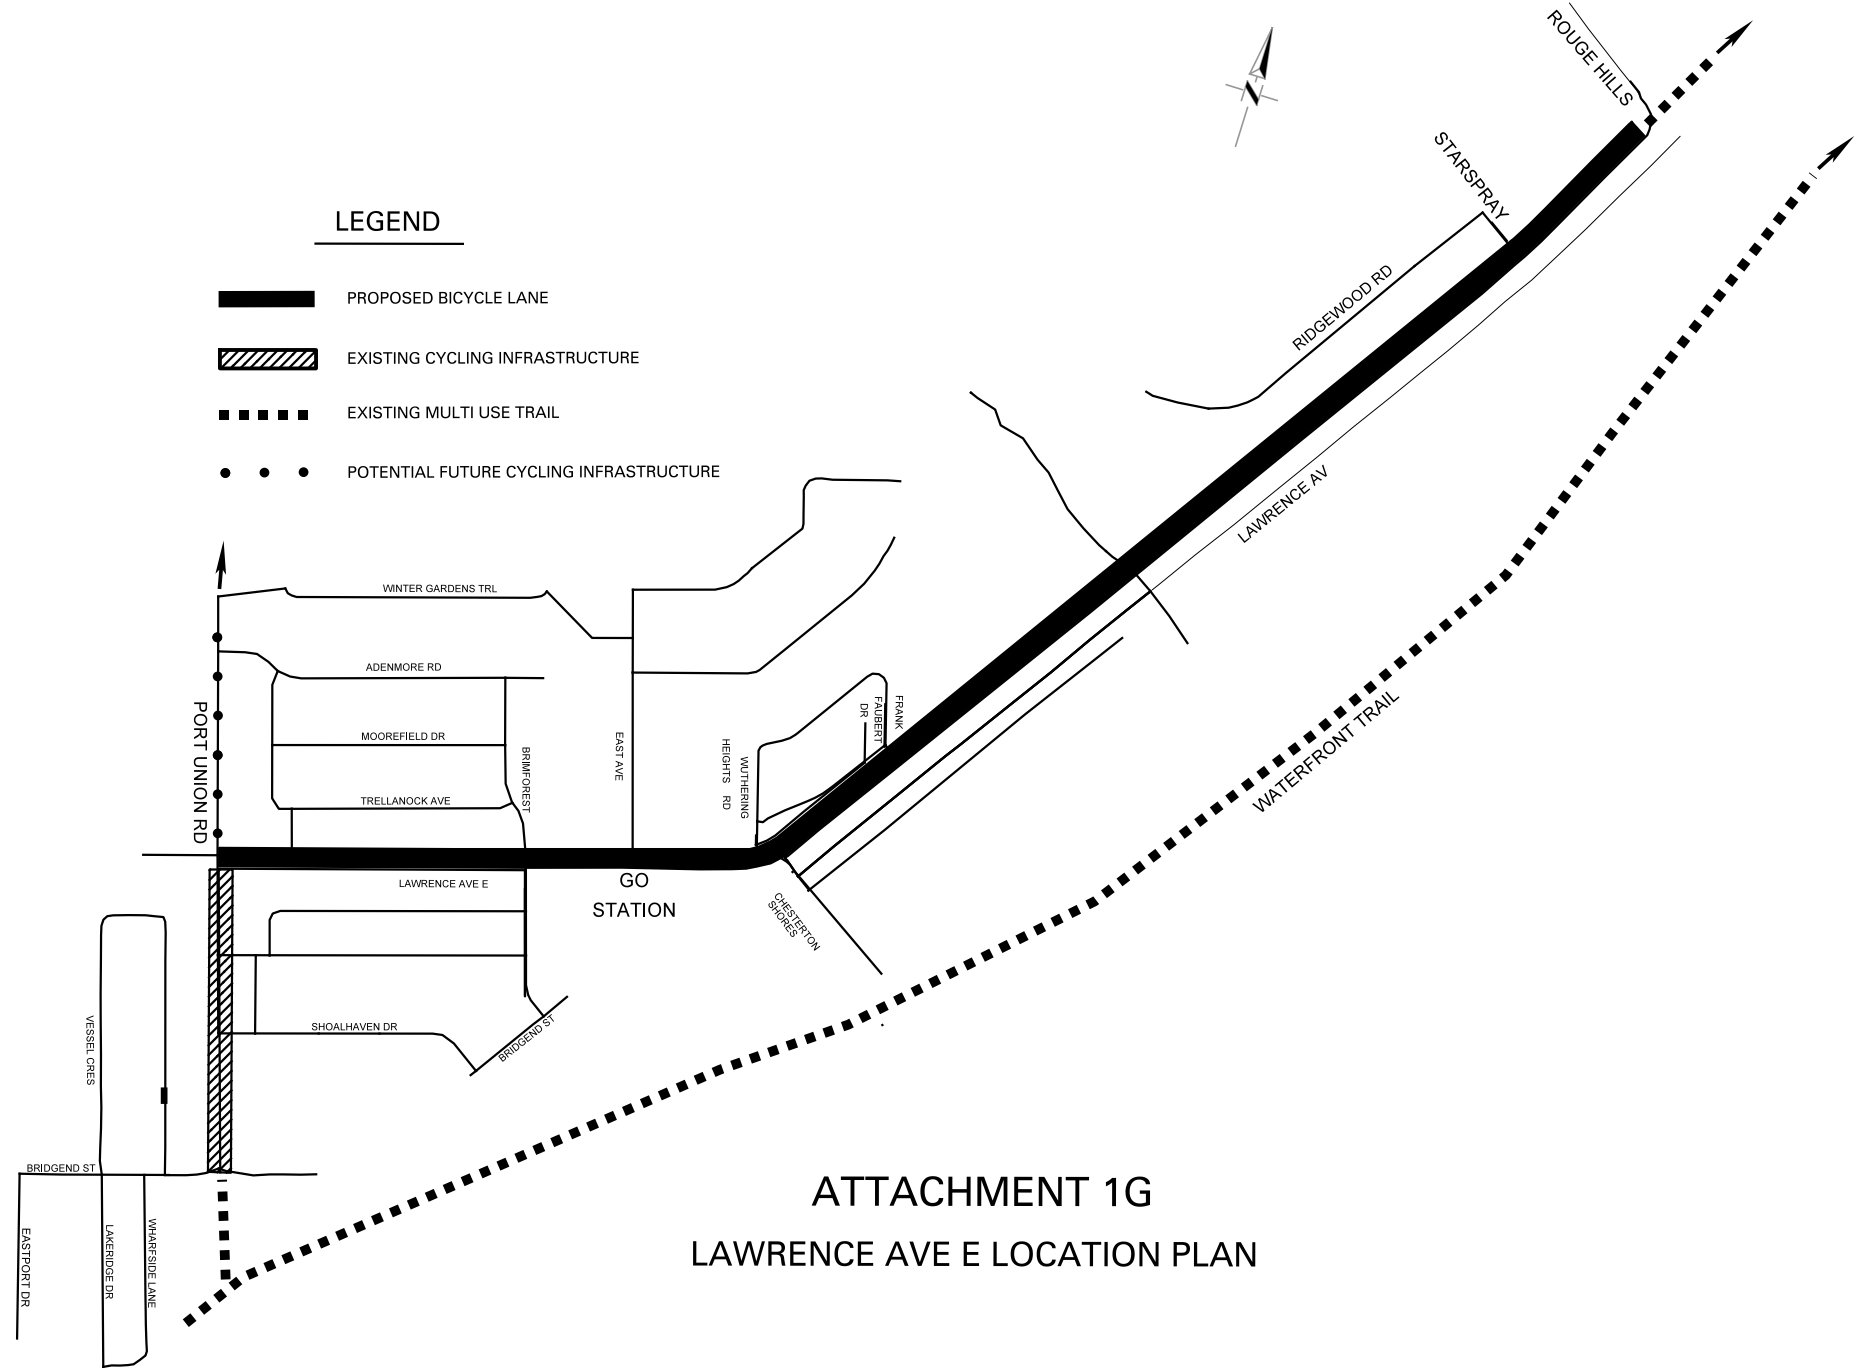 ROUGE HILLS
STARSPRAY
N
LEGEND
PROPOSED BICYCLE LANE
EXISTING CYCLING INFRASTRUCTURE
EXISTING MULTI USE TRAIL
POTENTIAL FUTURE CYCLING INFRASTRUCTURE
RIDGEWOOD RD
LAWRENCE AV
WINTER GARDENS TRL
ADENMORE RD
MOOREFIELD DR
TRELLANOCK AVE
PORT UNION RD
BRIMFOREST
EAST AVE
WUTHERING
HEIGHTS RD
FRANK
FAUBERT
DR
WATERFRONT TRAIL
LAWRENCE AVE E
GO
STATION
CHESTERTON
SHORES
SHOALHAVEN DR
BRIDGEND ST
VESSEL CRES
BRIDGEND ST
EASTPORT DR
LAKERIDGE DR
WHARFSIDE LANE
ATTACHMENT 1G
LAWRENCE AVE E LOCATION PLAN